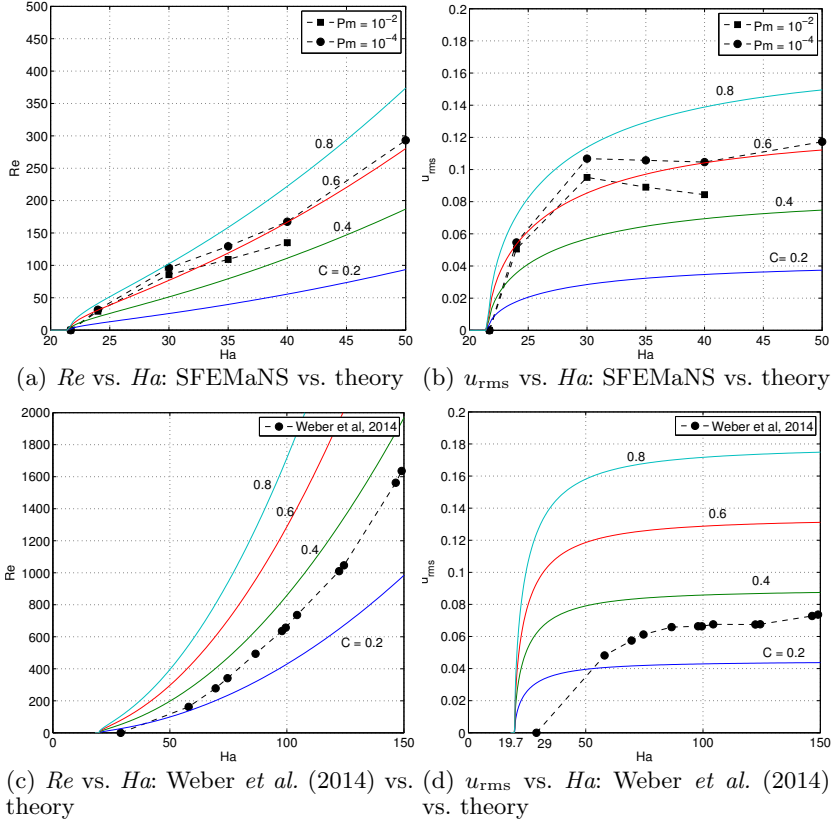 500
450
400
350
300
250
200
150
100
50
0
20 25 30 35 40 45 50
Re
Ha
Pm = 10⁻²
Pm = 10⁻⁴
0.8
0.6
0.4
C = 0.2
(a) Re vs. Ha: SFEMaNS vs. theory
0.2
0.18
0.16
0.14
0.12
0.1
0.08
0.06
0.04
0.02
0
20 25 30 35 40 45 50
u_rms
Ha
Pm = 10⁻²
Pm = 10⁻⁴
0.8
0.6
0.4
C= 0.2
(b) u_rms vs. Ha: SFEMaNS vs. theory
2000
1800
1600
1400
1200
1000
800
600
400
200
0
0 50 100 150
Re
Ha
Weber et al, 2014
0.8
0.6
0.4
C = 0.2
(c) Re vs. Ha: Weber et al. (2014) vs.
theory
0.2
0.18
0.16
0.14
0.12
0.1
0.08
0.06
0.04
0.02
0
0 19.7 29 50 100 150
u_rms
Ha
Weber et al, 2014
0.8
0.6
0.4
C = 0.2
(d) u_rms vs. Ha: Weber et al. (2014)
vs. theory